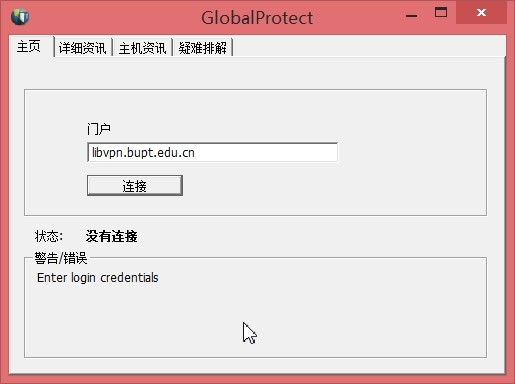 GlobalProtect
主页 详细资讯 主机资讯 疑难排解
门户
libvpn.bupt.edu.cn
连接
状态: 没有连接
警告/错误
Enter login credentials